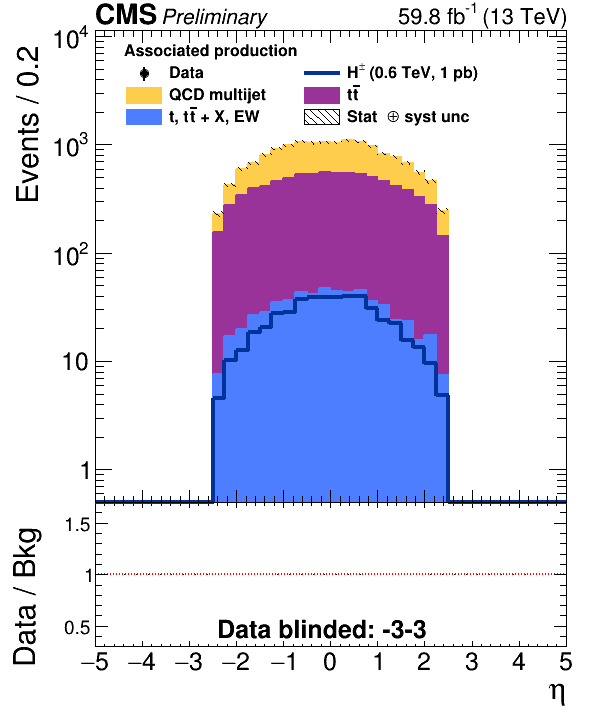 CMS Preliminary 59.8 fb⁻¹ (13 TeV)
Associated production
Data
H± (0.6 TeV, 1 pb)
QCD multijet
tt̄
t, tt̄ + X, EW
Stat ⊕ syst unc
Events / 0.2
10⁴
10³
10²
10
1
Data / Bkg
1.5
1
0.5
Data blinded: -3-3
−5 −4 −3 −2 −1 0 1 2 3 4 5
η